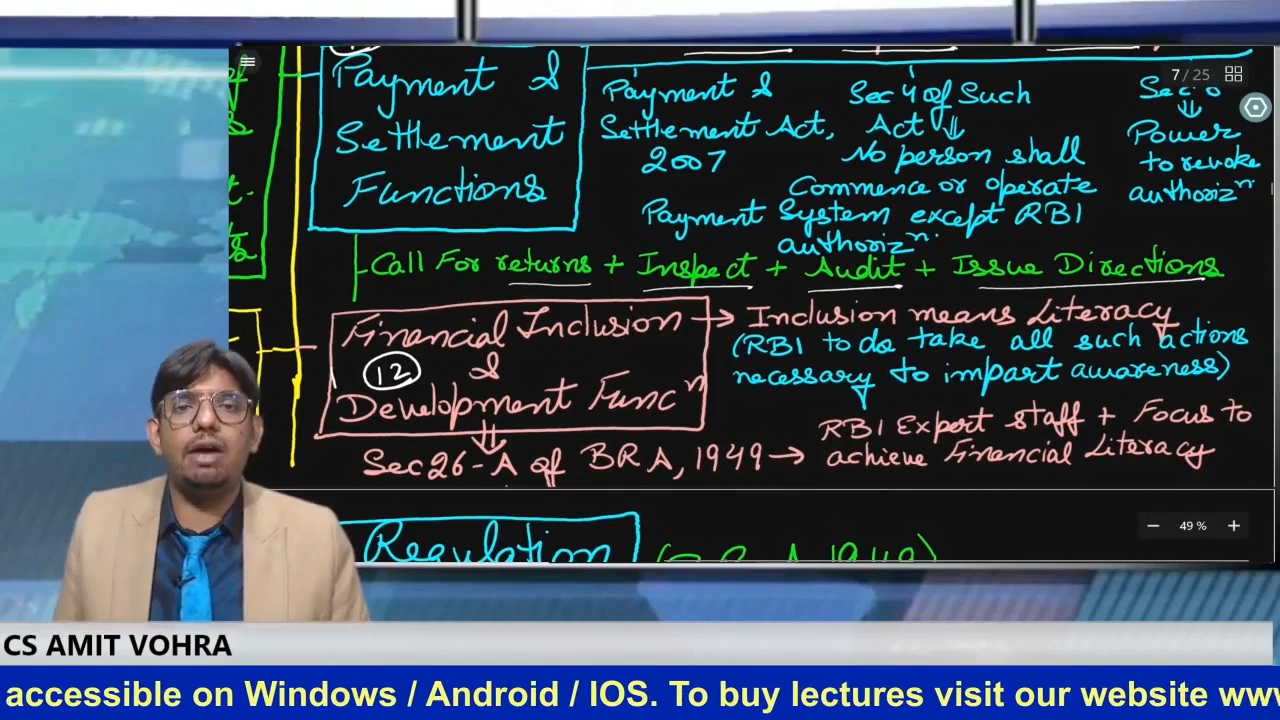 7 / 25
Payment &
Settlement
Functions
Payment &
Settlement Act,
2007
Sec 4 of Such
Act
No person shall
Commence or operate
Payment System except RBI
authorizn.
Power
to revoke
authorizn.
Call For returns + Inspect + Audit + Issue Directions
Financial Inclusion
12 &
Development Funcn
Inclusion means Literacy
(RBI to do take all such actions
necessary to impart awareness)
Sec 26-A of BRA, 1949
RBI Expert staff + Focus to
achieve Financial Literacy
49 %
Regulation
CS AMIT VOHRA
accessible on Windows / Android / IOS. To buy lectures visit our website www